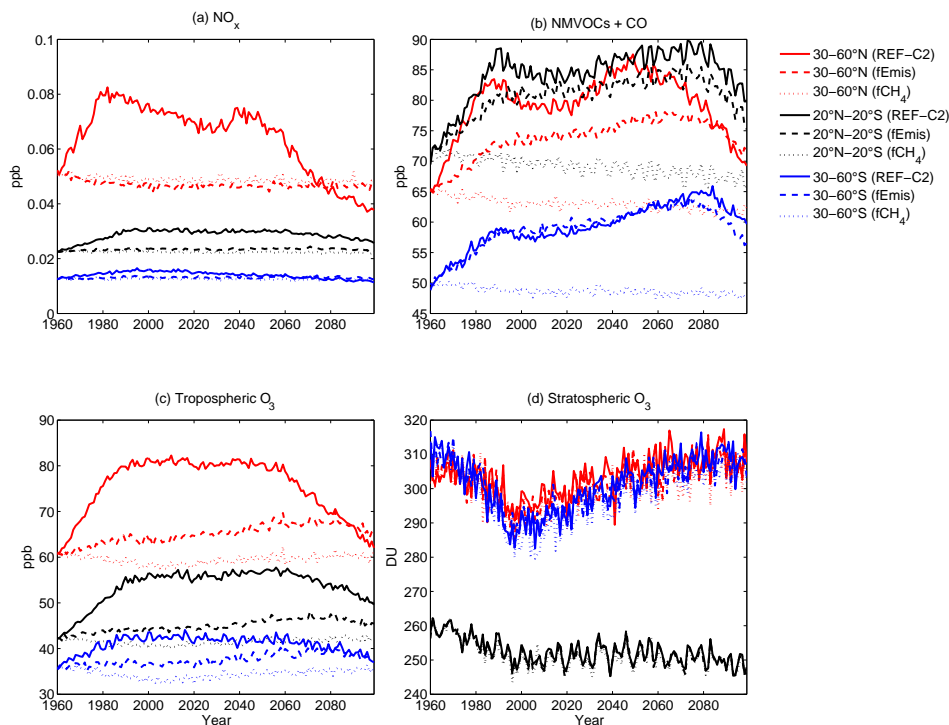 (a) NOx
(b) NMVOCs + CO
0.1
0.08
0.06
0.04
0.02
0
ppb
1960 1980 2000 2020 2040 2060 2080
90
85
80
75
70
65
60
55
50
45
ppb
1960 1980 2000 2020 2040 2060 2080
30−60°N (REF−C2)
30−60°N (fEmis)
30−60°N (fCH4)
20°N−20°S (REF−C2)
20°N−20°S (fEmis)
20°N−20°S (fCH4)
30−60°S (REF−C2)
30−60°S (fEmis)
30−60°S (fCH4)
(c) Tropospheric O3
(d) Stratospheric O3
90
80
70
60
50
40
30
ppb
1960 1980 2000 2020 2040 2060 2080
Year
320
310
300
290
280
270
260
250
240
DU
1960 1980 2000 2020 2040 2060 2080
Year